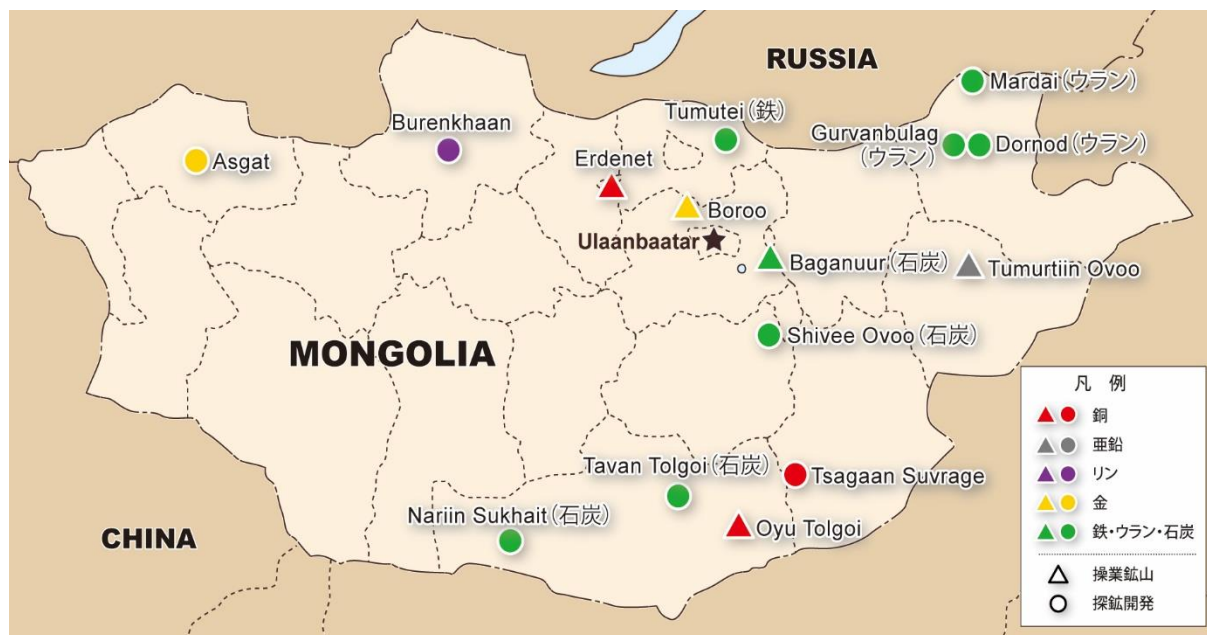 RUSSIA
Mardai(ウラン)
Tumutei(鉄)
Burenkhaan
Gurvanbulag
(ウラン)
Dornod(ウラン)
Asgat
Erdenet
Boroo
Ulaanbaatar
Baganuur(石炭)
Tumurtiin Ovoo
Shivee Ovoo(石炭)
MONGOLIA
凡 例
銅
亜鉛
リン
金
鉄・ウラン・石炭
操業鉱山
探鉱開発
Tavan Tolgoi(石炭)
Tsagaan Suvrage
Nariin Sukhait(石炭)
Oyu Tolgoi
CHINA